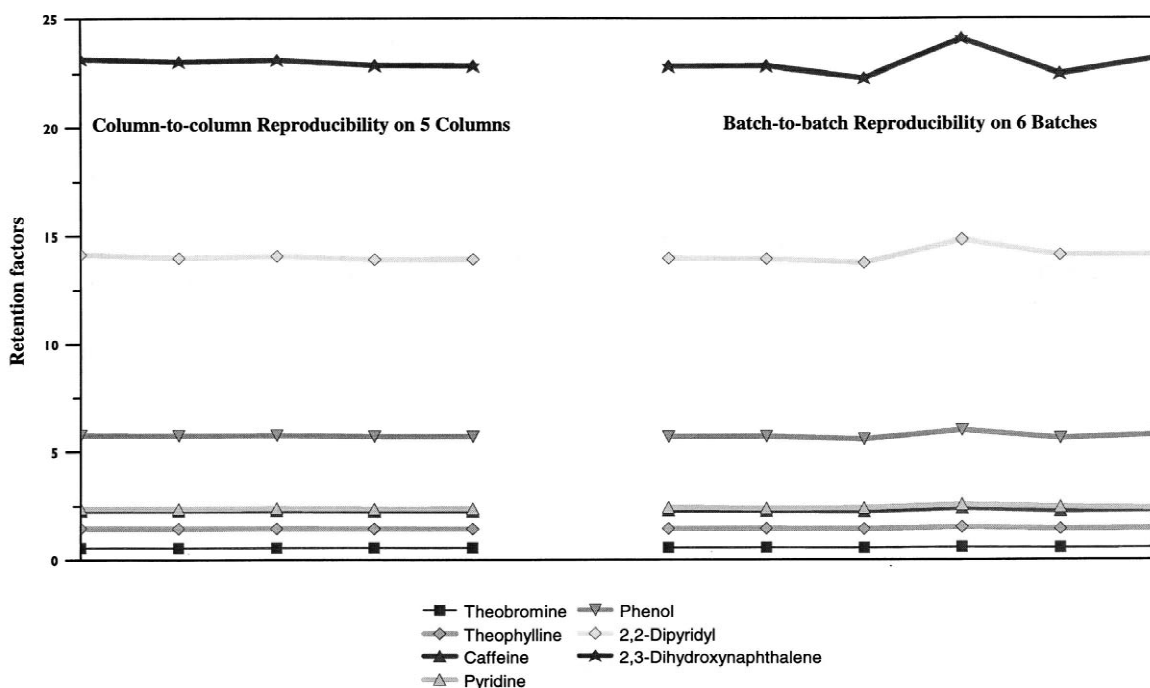 25
20
15
10
5
0
Retention factors
Column-to-column Reproducibility on 5 Columns
Batch-to-batch Reproducibility on 6 Batches
Theobromine
Theophylline
Caffeine
Pyridine
Phenol
2,2-Dipyridyl
2,3-Dihydroxynaphthalene